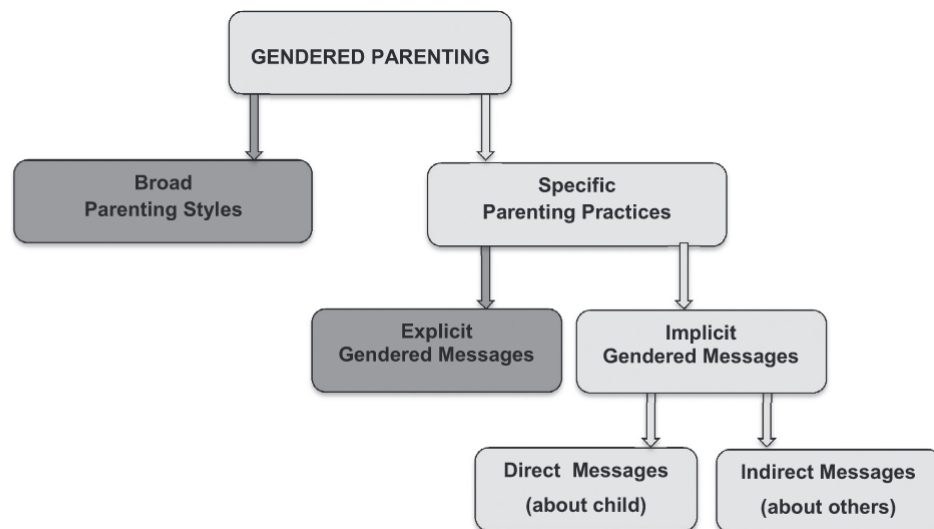 GENDERED PARENTING
Broad
Parenting Styles
Specific
Parenting Practices
Explicit
Gendered Messages
Implicit
Gendered Messages
Direct Messages
(about child)
Indirect Messages
(about others)